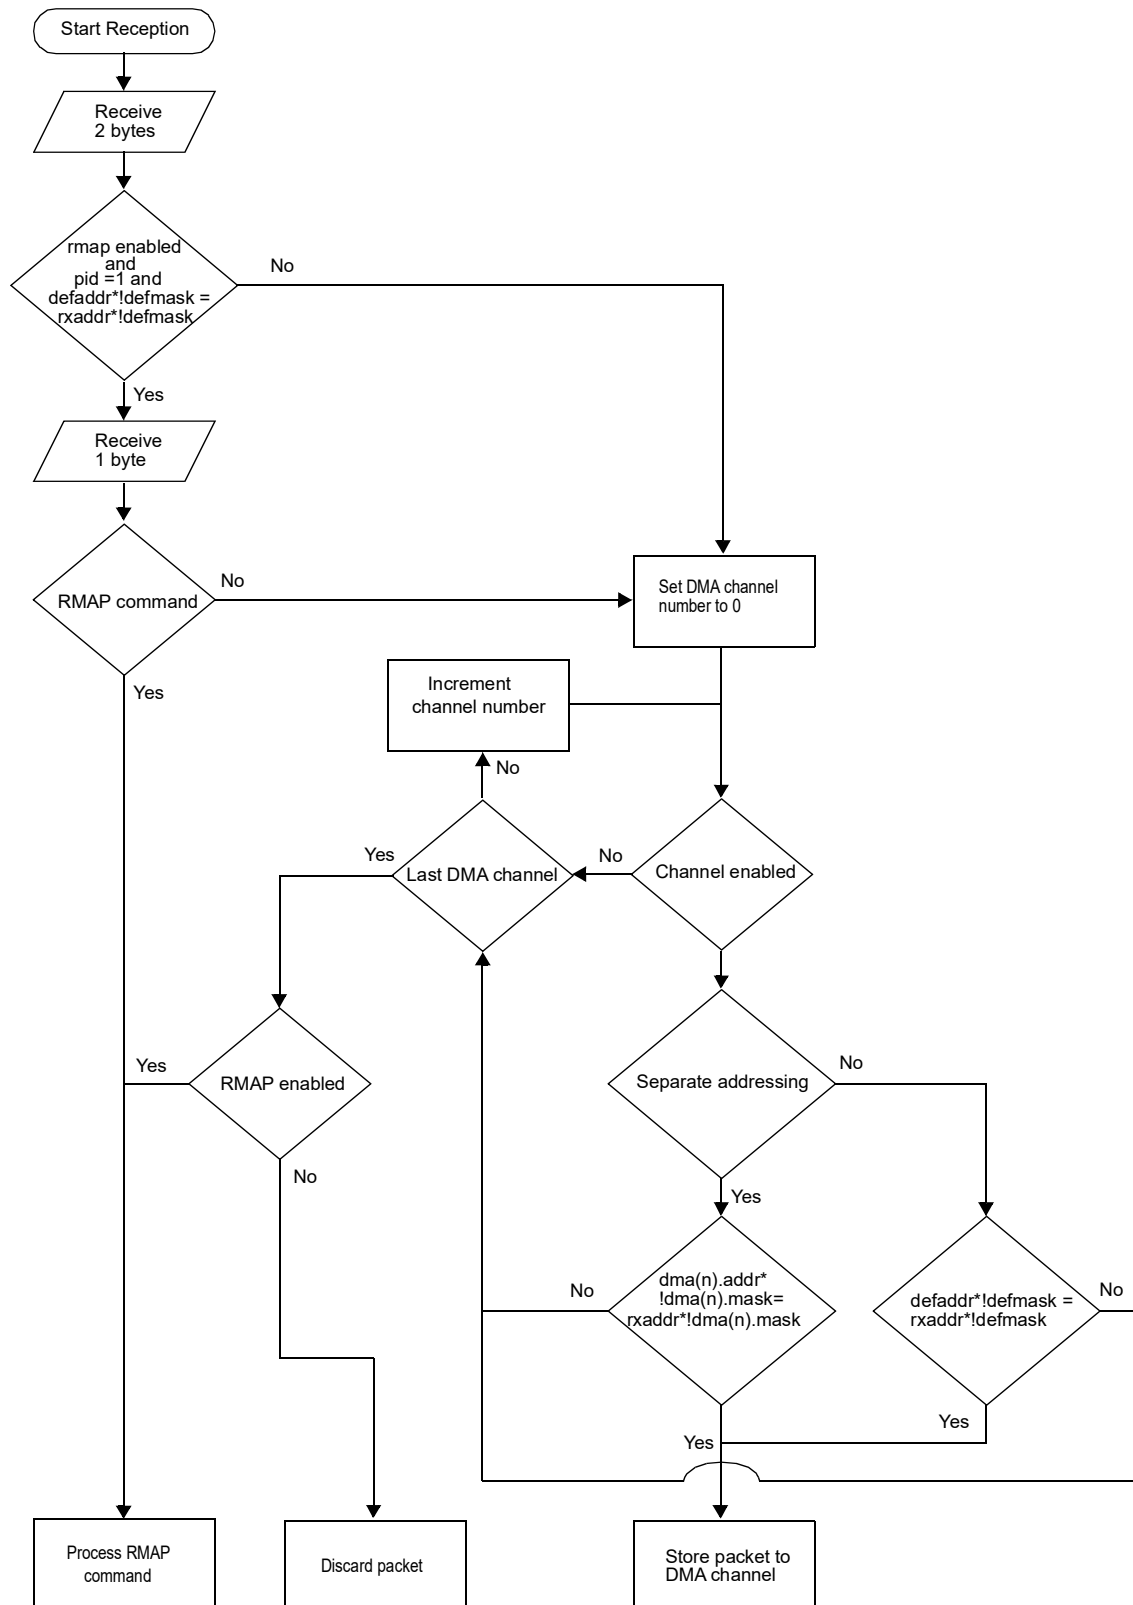 Start Reception
Receive
2 bytes
rmap enabled
and
pid =1 and
defaddr*!defmask =
rxaddr*!defmask
No
Yes
Receive
1 byte
RMAP command
No
Yes
Set DMA channel
number to 0
Increment
channel number
No
Last DMA channel
Yes
No
Channel enabled
RMAP enabled
Yes
No
Separate addressing
No
Yes
dma(n).addr*
!dma(n).mask=
rxaddr*!dma(n).mask
No
Yes
defaddr*!defmask =
rxaddr*!defmask
No
Yes
Process RMAP
command
Discard packet
Store packet to
DMA channel